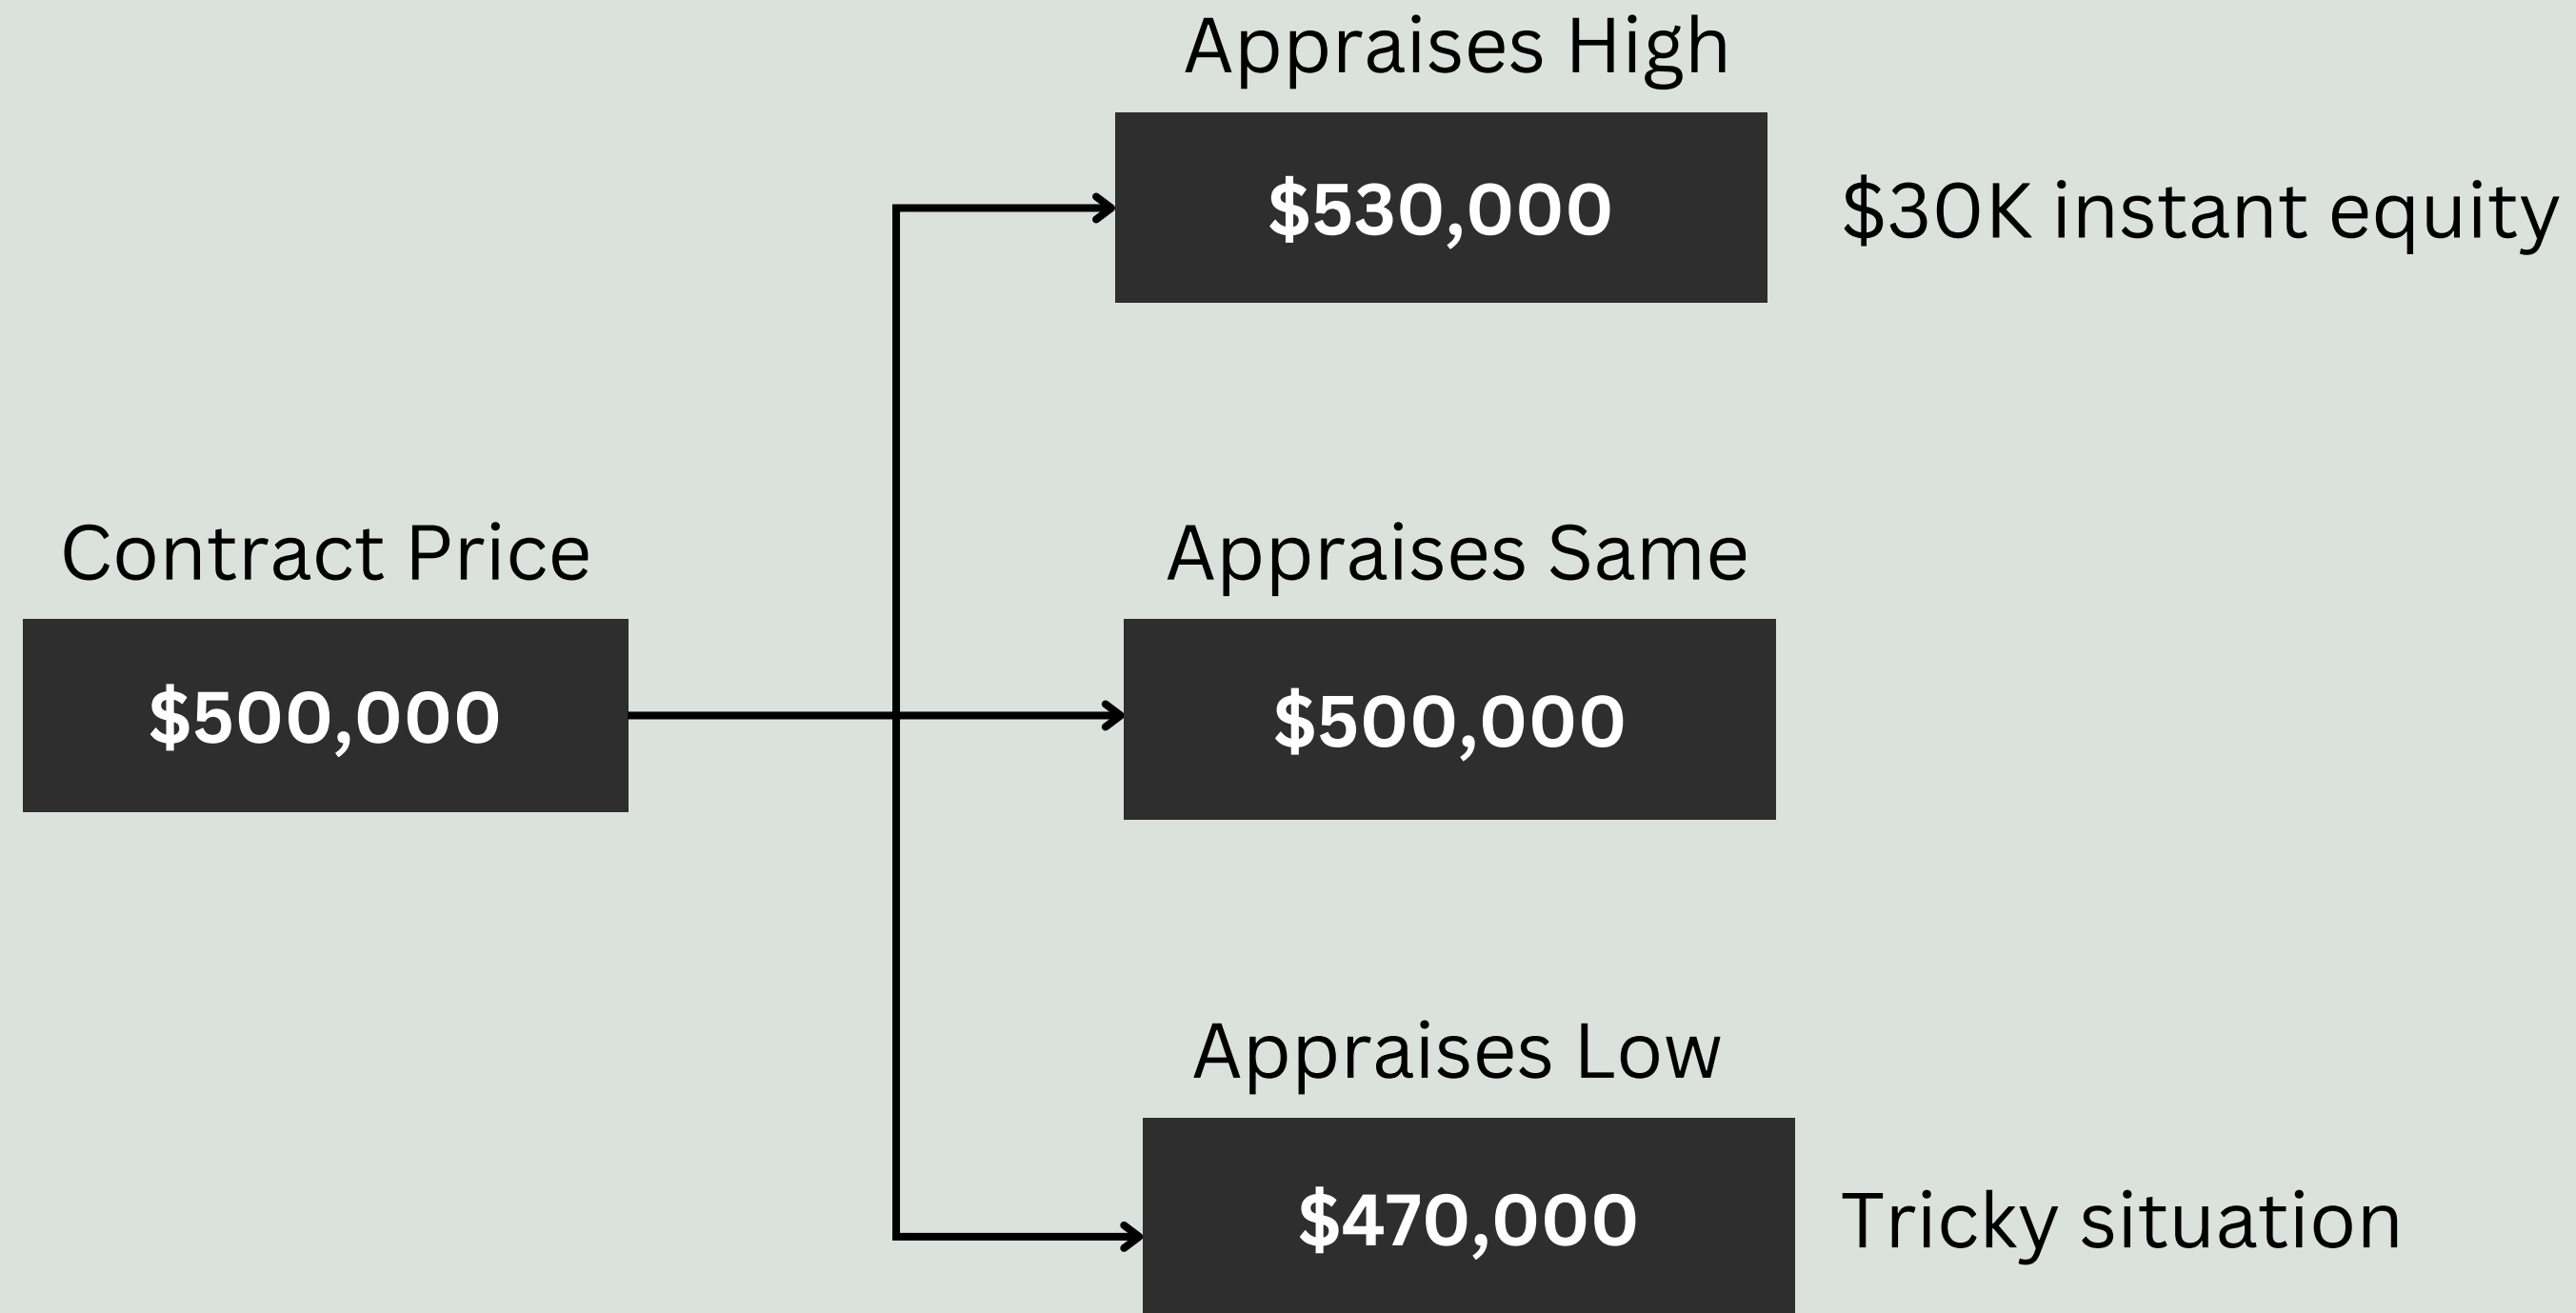 Appraises High
$530,000
$30K instant equity
Contract Price
$500,000
Appraises Same
$500,000
Appraises Low
$470,000
Tricky situation